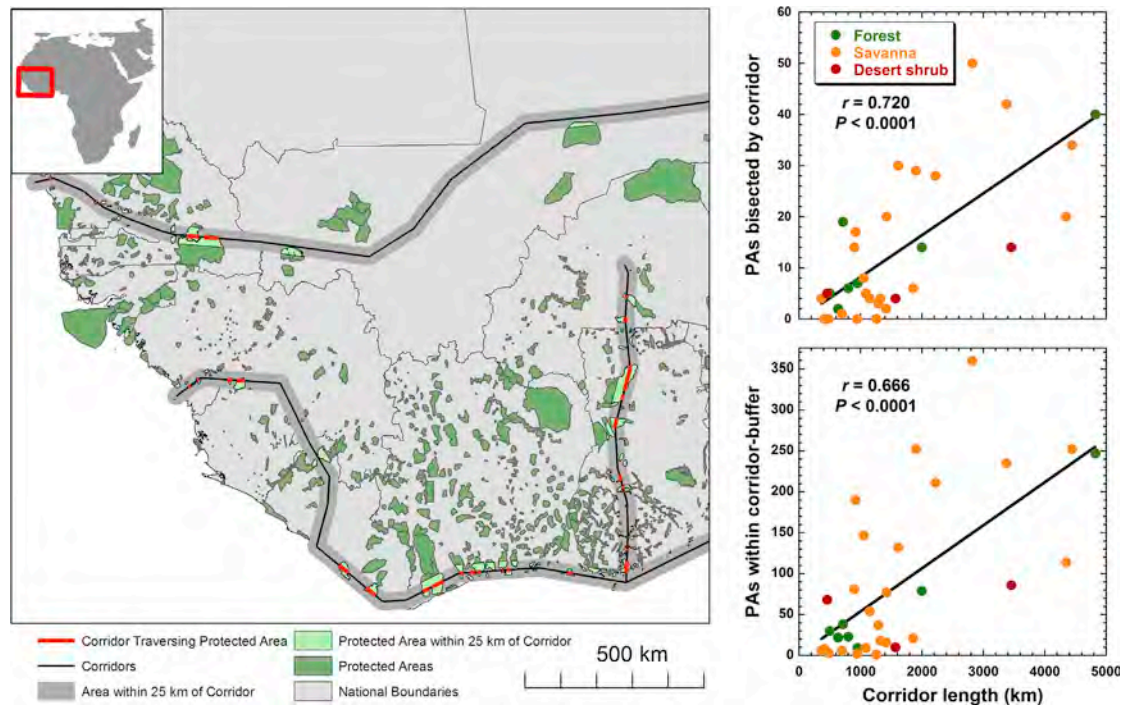 Corridor Traversing Protected Area
Corridors
Area within 25 km of Corridor
Protected Area within 25 km of Corridor
Protected Areas
National Boundaries
500 km
60
50
40
30
20
10
0
PAs bisected by corridor
Forest
Savanna
Desert shrub
r = 0.720
P < 0.0001
350
300
250
200
150
100
50
0
PAs within corridor-buffer
r = 0.666
P < 0.0001
0 1000 2000 3000 4000 5000
Corridor length (km)